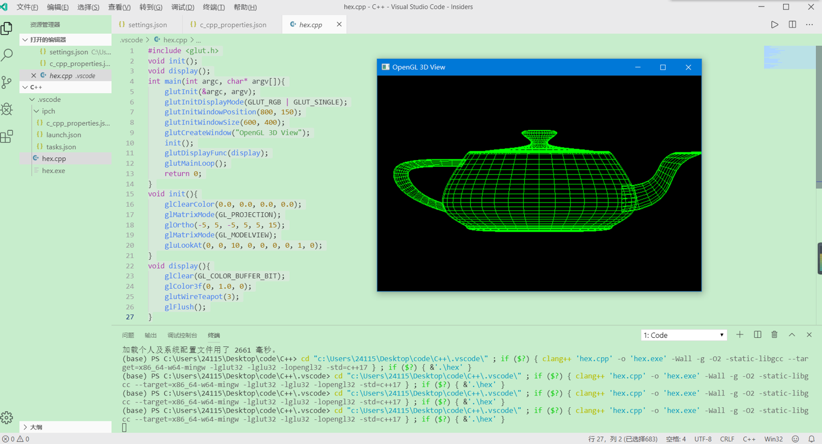 文件(F) 编辑(E) 选择(S) 查看(V) 转到(G) 调试(D) 终端(T) 帮助(H)
hex.cpp - C++ - Visual Studio Code - Insiders
资源管理器
settings.json
c_cpp_properties.json
hex.cpp
打开的编辑器
settings.json C:\Us...
c_cpp_properties.j...
hex.cpp .vscode
C++
.vscode
ipch
c_cpp_properties.js...
launch.json
tasks.json
hex.cpp
hex.exe
大纲
.vscode > hex.cpp > ...
1 #include <glut.h>
2 void init();
3 void display();
4 int main(int argc, char* argv[]){
5 glutInit(&argc, argv);
6 glutInitDisplayMode(GLUT_RGB | GLUT_SINGLE);
7 glutInitWindowPosition(800, 150);
8 glutInitWindowSize(600, 400);
9 glutCreateWindow("OpenGL 3D View");
10 init();
11 glutDisplayFunc(display);
12 glutMainLoop();
13 return 0;
14 }
15 void init(){
16 glClearColor(0.0, 0.0, 0.0, 0.0);
17 glMatrixMode(GL_PROJECTION);
18 glOrtho(-5, 5, -5, 5, 5, 15);
19 glMatrixMode(GL_MODELVIEW);
20 gluLookAt(0, 0, 10, 0, 0, 0, 0, 1, 0);
21 }
22 void display(){
23 glClear(GL_COLOR_BUFFER_BIT);
24 glColor3f(0, 1.0, 0);
25 glutWireTeapot(3);
26 glFlush();
27 }
OpenGL 3D View
问题 输出 调试控制台 终端
1: Code
加载个人及系统配置文件用了 2661 毫秒。
(base) PS C:\Users\24115\Desktop\code\C++> cd "c:\Users\24115\Desktop\code\C++\.vscode\" ; if ($?) { clang++ 'hex.cpp' -o 'hex.exe' -Wall -g -O2 -static-libgcc --tar
get=x86_64-w64-mingw -lglut32 -lglu32 -lopengl32 -std=c++17 } ; if ($?) { &'.\hex' }
(base) PS C:\Users\24115\Desktop\code\C++\.vscode> cd "c:\Users\24115\Desktop\code\C++\.vscode\" ; if ($?) { clang++ 'hex.cpp' -o 'hex.exe' -Wall -g -O2 -static-libg
cc --target=x86_64-w64-mingw -lglut32 -lglu32 -lopengl32 -std=c++17 } ; if ($?) { &'.\hex' }
(base) PS C:\Users\24115\Desktop\code\C++\.vscode> cd "c:\Users\24115\Desktop\code\C++\.vscode\" ; if ($?) { clang++ 'hex.cpp' -o 'hex.exe' -Wall -g -O2 -static-libg
cc --target=x86_64-w64-mingw -lglut32 -lglu32 -lopengl32 -std=c++17 } ; if ($?) { &'.\hex' }
(base) PS C:\Users\24115\Desktop\code\C++\.vscode> cd "c:\Users\24115\Desktop\code\C++\.vscode\" ; if ($?) { clang++ 'hex.cpp' -o 'hex.exe' -Wall -g -O2 -static-libg
cc --target=x86_64-w64-mingw -lglut32 -lglu32 -lopengl32 -std=c++17 } ; if ($?) { &'.\hex' }
0 0 行 27，列 2 (已选择683) 空格: 4 UTF-8 CRLF C++ Win32